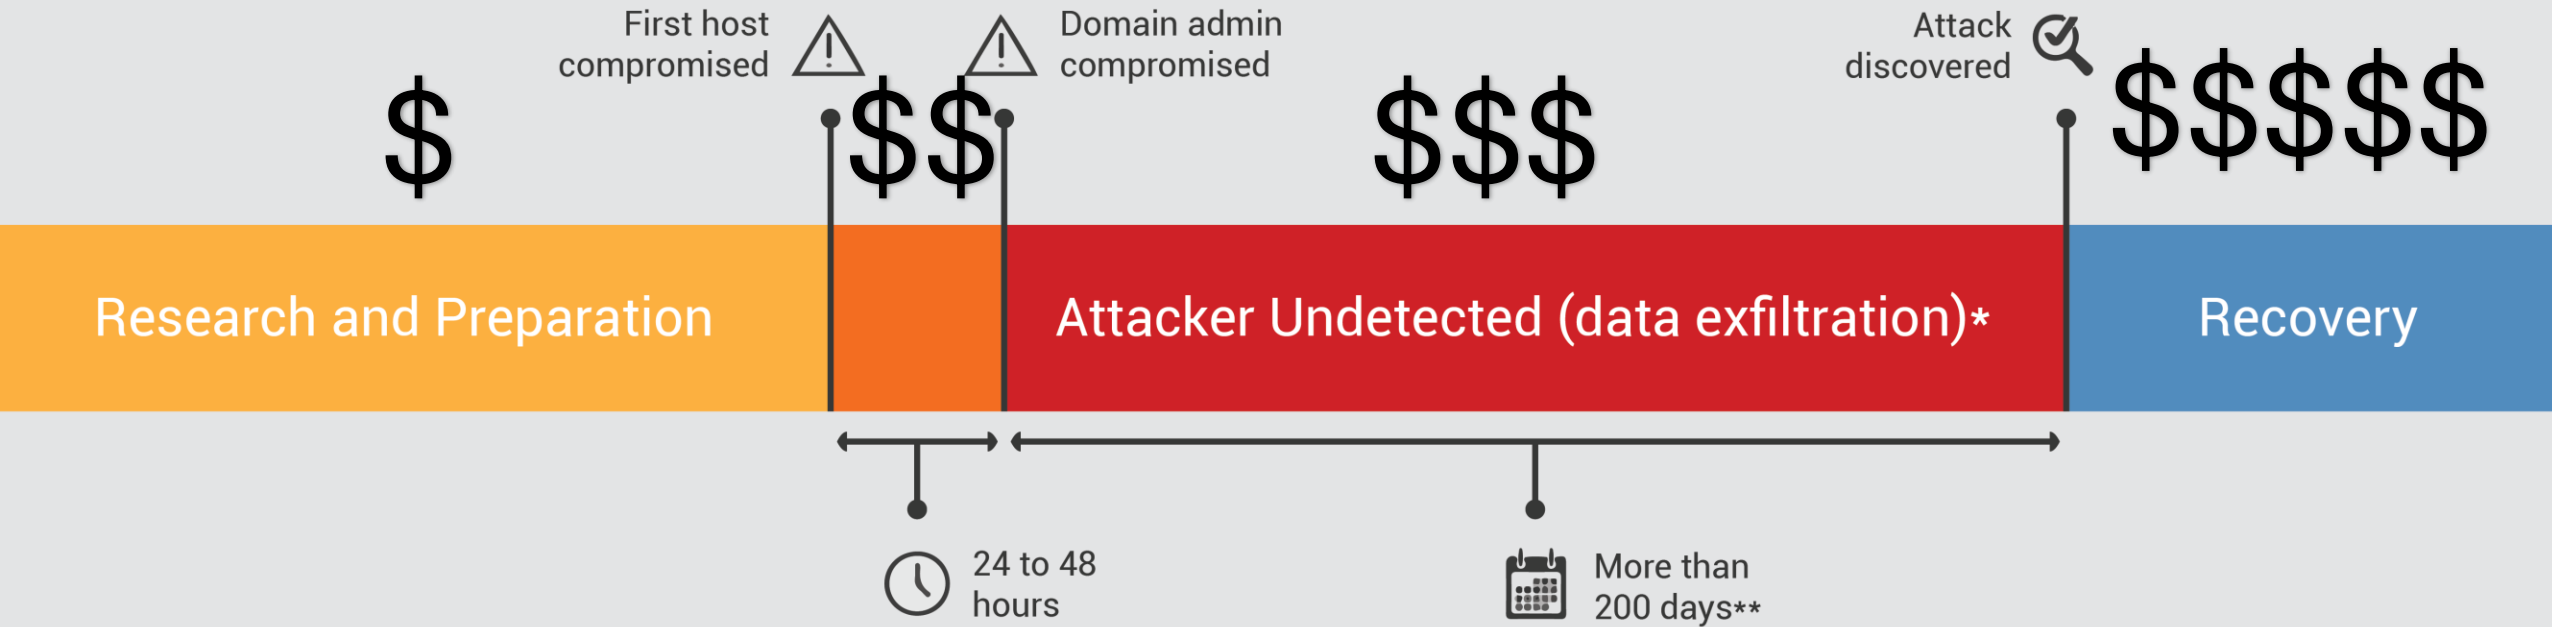 First host
compromised
Domain admin
compromised
Attack
discovered
$
$$
$$$
$$$$$
Research and Preparation
Attacker Undetected (data exfiltration)*
Recovery
24 to 48
hours
More than
200 days**